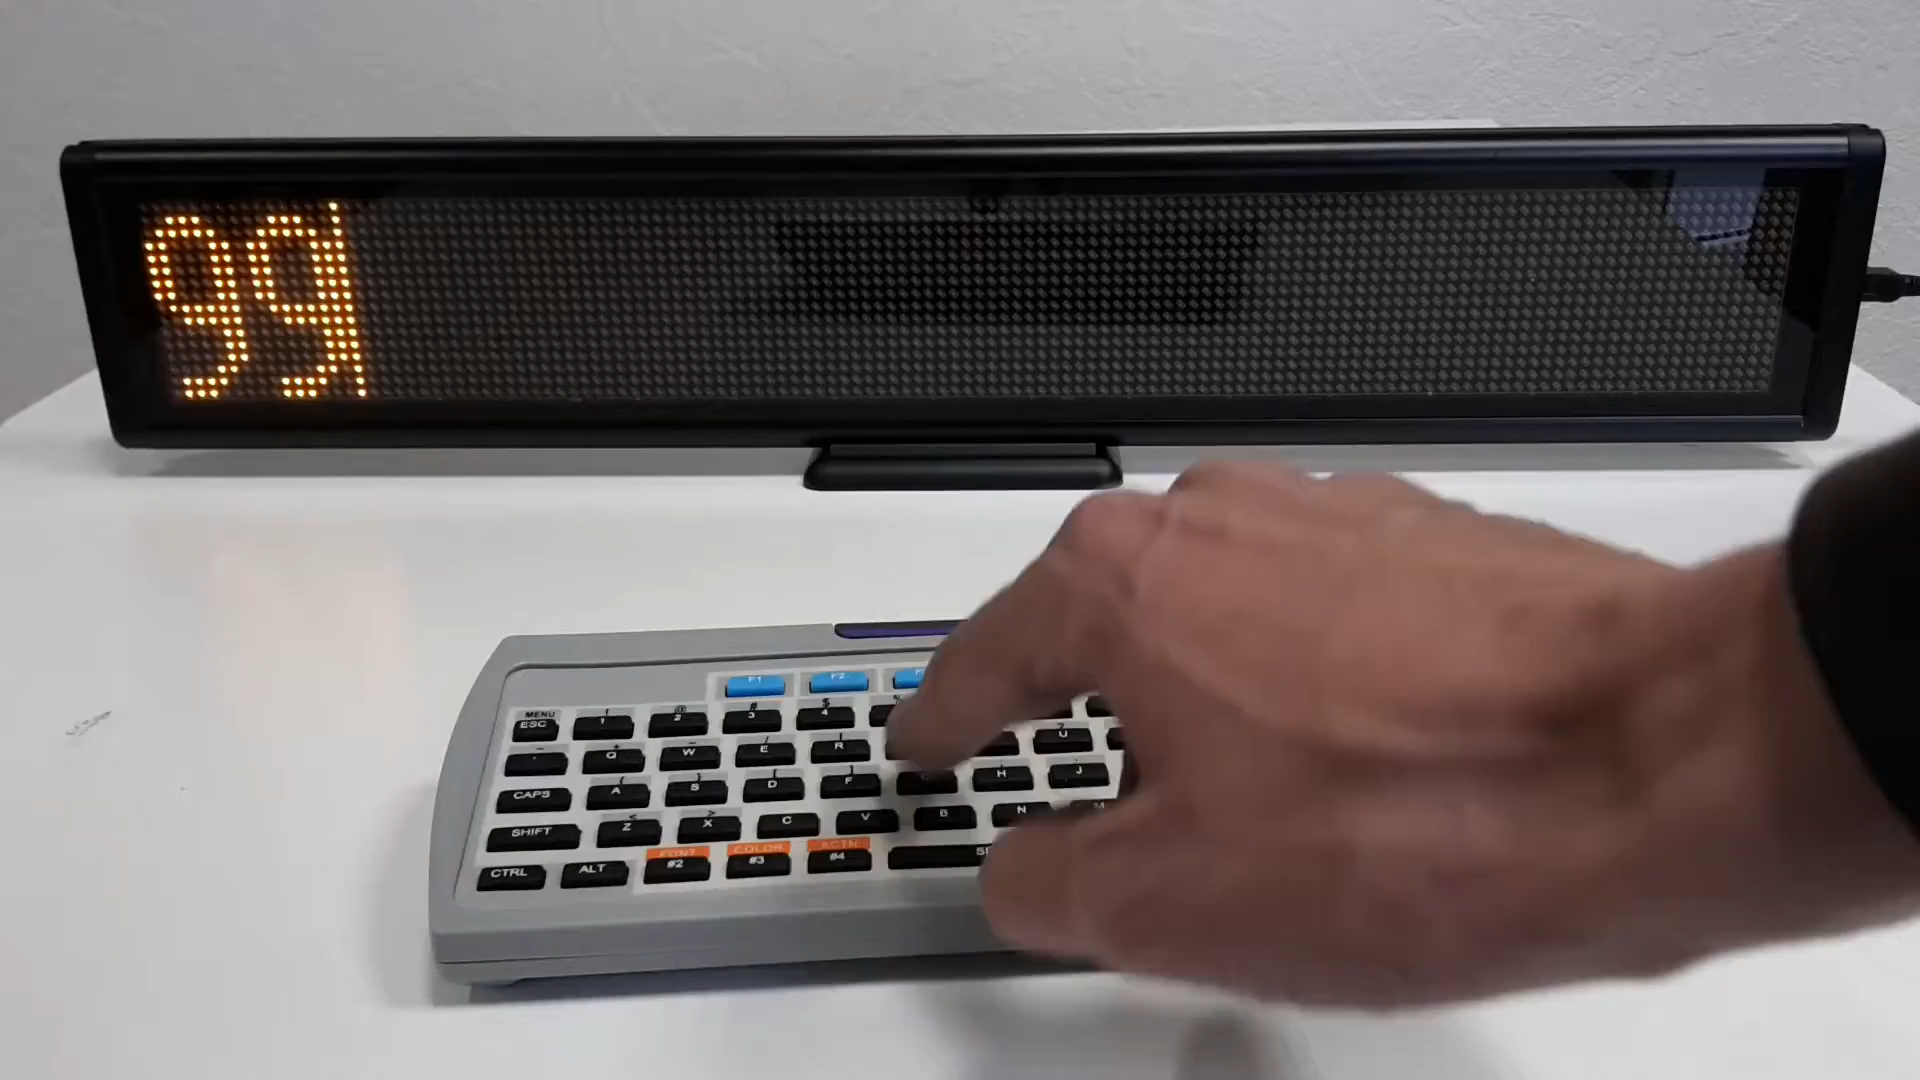 99
F1 F2
MENU ! @ # $
ESC 1 2 3 4
Q W E R U
CAPS A S D F H J
SHIFT Z X C V B N M
FONT COLOR ACTN
CTRL ALT #2 #3 #4